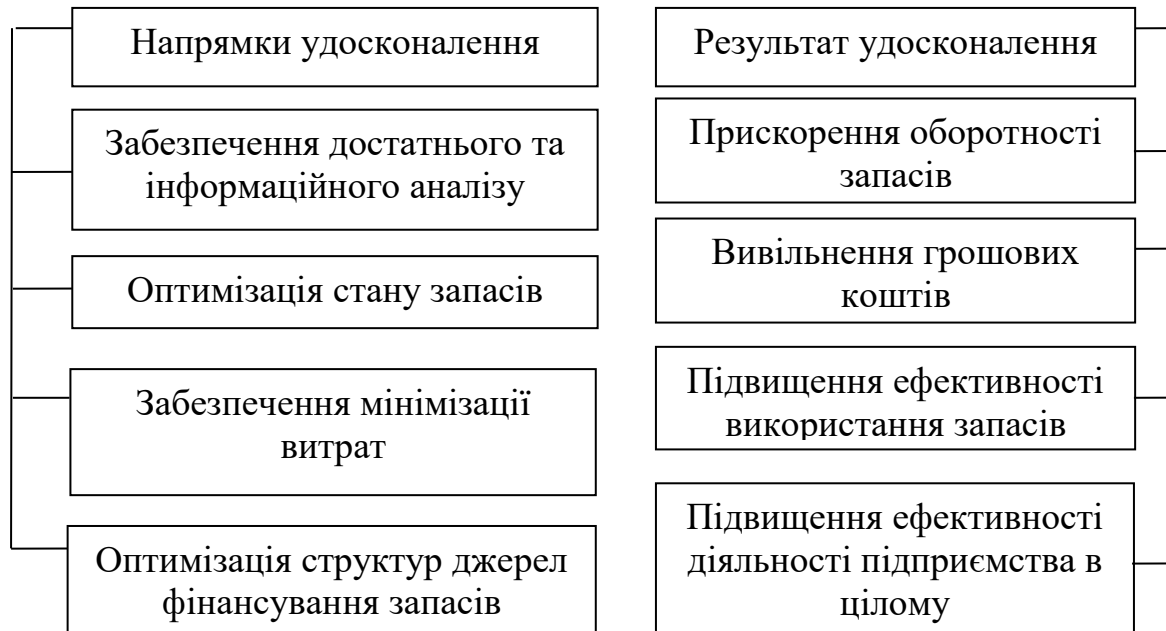 Напрямки удосконалення
Забезпечення достатнього та
інформаційного аналізу
Оптимізація стану запасів
Забезпечення мінімізації
витрат
Оптимізація структур джерел
фінансування запасів
Результат удосконалення
Прискорення оборотності
запасів
Вивільнення грошових
коштів
Підвищення ефективності
використання запасів
Підвищення ефективності
діяльності підприємства в
цілому